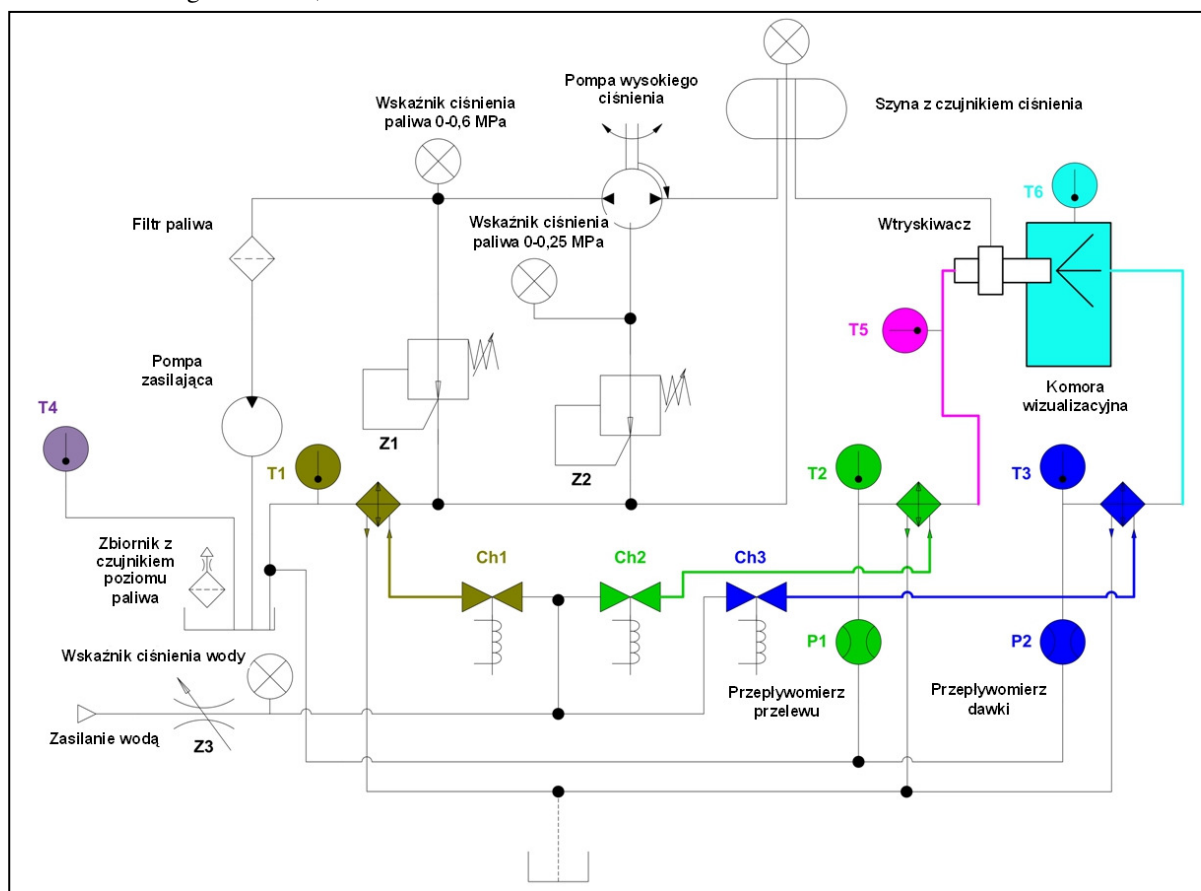 Pompa wysokiego
ciśnienia
Szyna z czujnikiem ciśnienia
Wskaźnik ciśnienia
paliwa 0-0,6 MPa
T6
Filtr paliwa
Wskaźnik ciśnienia
paliwa 0-0,25 MPa
Wtryskiwacz
T5
Pompa
zasilająca
Komora
wizualizacyjna
T4
Z1
Z2
T1
T2
T3
Zbiornik z
czujnikiem
poziomu
paliwa
Ch1
Ch2
Ch3
P1
P2
Wskaźnik ciśnienia wody
Przepływomierz
przelewu
Przepływomierz
dawki
Zasilanie wodą
Z3